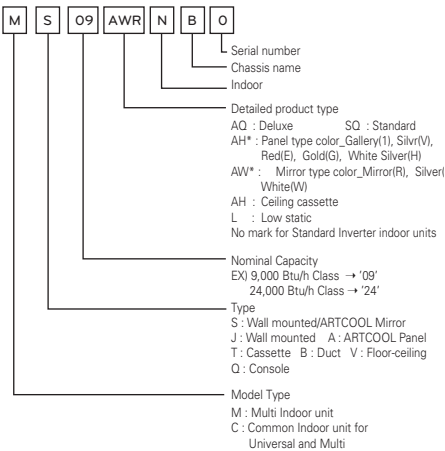 M S 09 AWR N B 0
Serial number
Chassis name
Indoor
Detailed product type
AQ : Deluxe SQ : Standard
AH* : Panel type color_Gallery(1), Silvr(V),
Red(E), Gold(G), White Silver(H)
AW* : Mirror type color_Mirror(R), Silver(
White(W)
AH : Ceiling cassette
L : Low static
No mark for Standard Inverter indoor units
Nominal Capacity
EX) 9,000 Btu/h Class → '09'
24,000 Btu/h Class → '24'
Type
S : Wall mounted/ARTCOOL Mirror
J : Wall mounted A : ARTCOOL Panel
T : Cassette B : Duct V : Floor-ceiling
Q : Console
Model Type
M : Multi Indoor unit
C : Common Indoor unit for
Universal and Multi